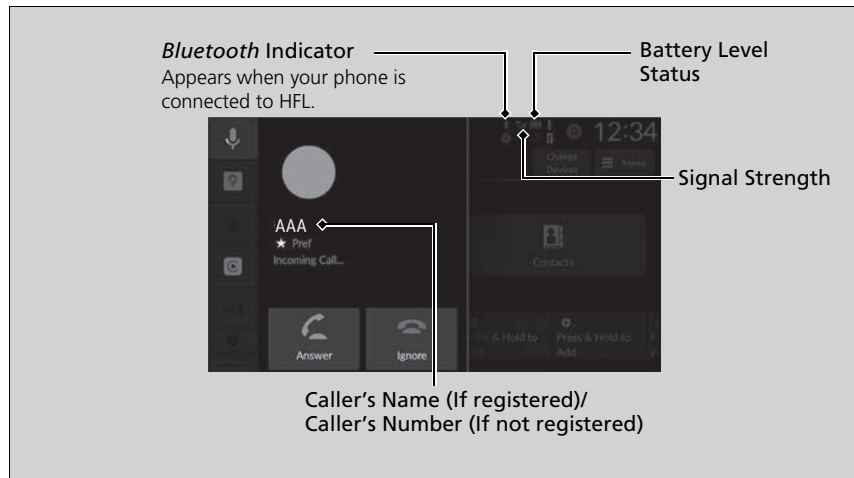 Bluetooth Indicator
Appears when your phone is
connected to HFL.
Battery Level
Status
12:34
Change
Devices
Menu
Signal Strength
AAA
Pref
Incoming Call...
Contacts
Answer
Ignore
& Hold to
Press & Hold to
Add
Caller's Name (If registered)/
Caller's Number (If not registered)